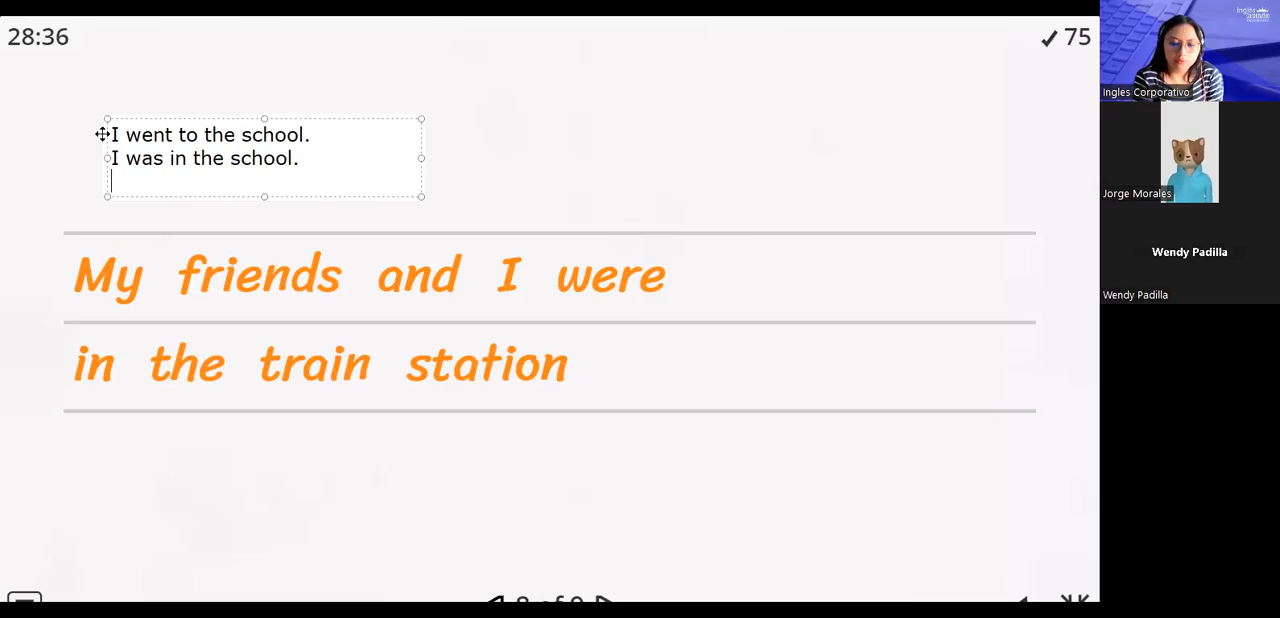 28:36
✓ 75
I went to the school.
I was in the school.
My friends and I were
in the train station
Ingles Corporativo
Jorge Morales
Wendy Padilla
Wendy Padilla